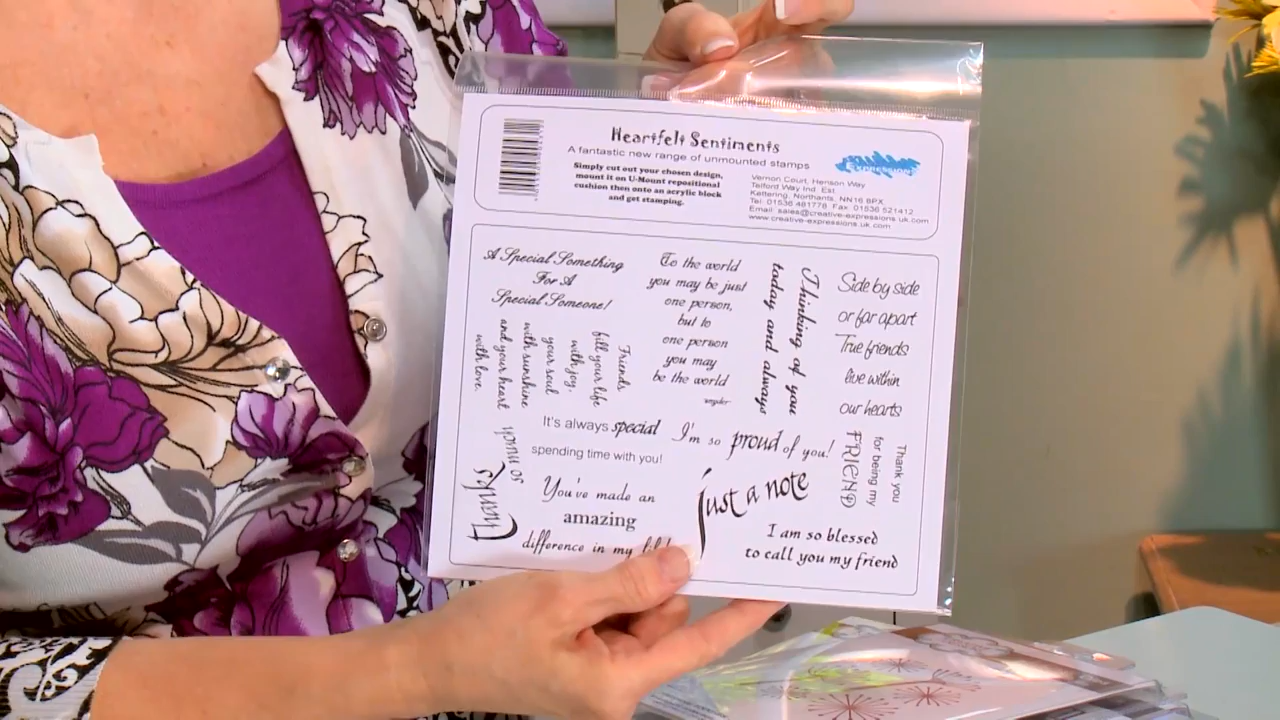 Heartfelt Sentiments
A fantastic new range of unmounted stamps
Simply cut out your chosen design,
mount it on U-Mount repositional
cushion then onto an acrylic block
and get stamping.
EXPRESSIONS
Vernon Court, Henson Way
Telford Way Ind. Est.
Kettering, Northants, NN16 8PX
Tel: 01536 481778 Fax: 01536 521412
Email: sales@creative-expressions.uk.com
www.creative-expressions.uk.com
A Special Something
For A
Special Someone!
To the world
you may be just
one person,
but to
one person
you may
be the world
Thinking of you
today and always
Side by side
or far apart
True friends
live within
our hearts
Friends
fill your life
with joy,
your soul
with sunshine
and your heart
with love.
It's always special
spending time with you!
I'm so proud of you!
Thank you
for being my
FRIEND
thanks
so much
You've made an
amazing
difference in my
just a note
I am so blessed
to call you my friend